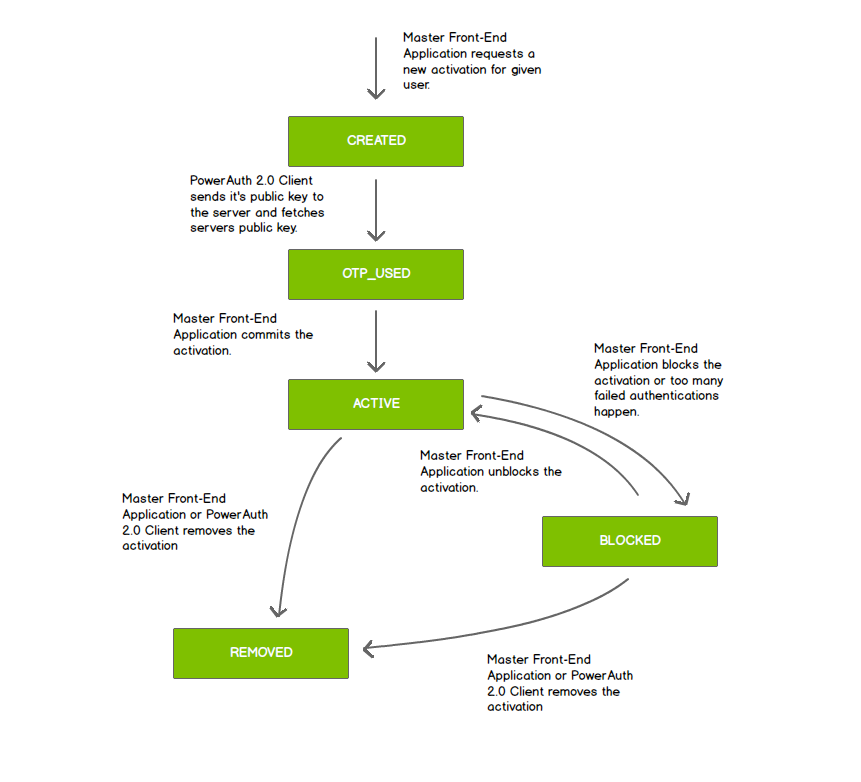 Master Front-End
Application requests a
new activation for given
user.
CREATED
PowerAuth 2.0 Client
sends it's public key to
the server and fetches
servers public key.
OTP_USED
Master Front-End
Application commits the
activation.
Master Front-End
Application blocks the
activation or too many
failed authentications
happen.
ACTIVE
Master Front-End
Application unblocks the
activation.
Master Front-End
Application or PowerAuth
2.0 Client removes the
activation
BLOCKED
REMOVED
Master Front-End
Application or PowerAuth
2.0 Client removes the
activation